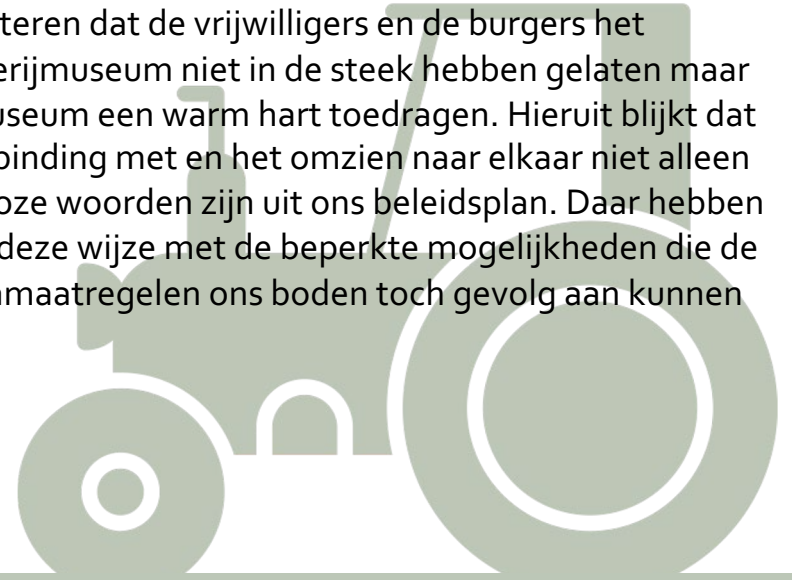 teren dat de vrijwilligers en de burgers het
erijmuseum niet in de steek hebben gelaten maar
useum een warm hart toedragen. Hieruit blijkt dat
binding met en het omzien naar elkaar niet alleen
oze woorden zijn uit ons beleidsplan. Daar hebben
deze wijze met de beperkte mogelijkheden die de
maatregelen ons boden toch gevolg aan kunnen